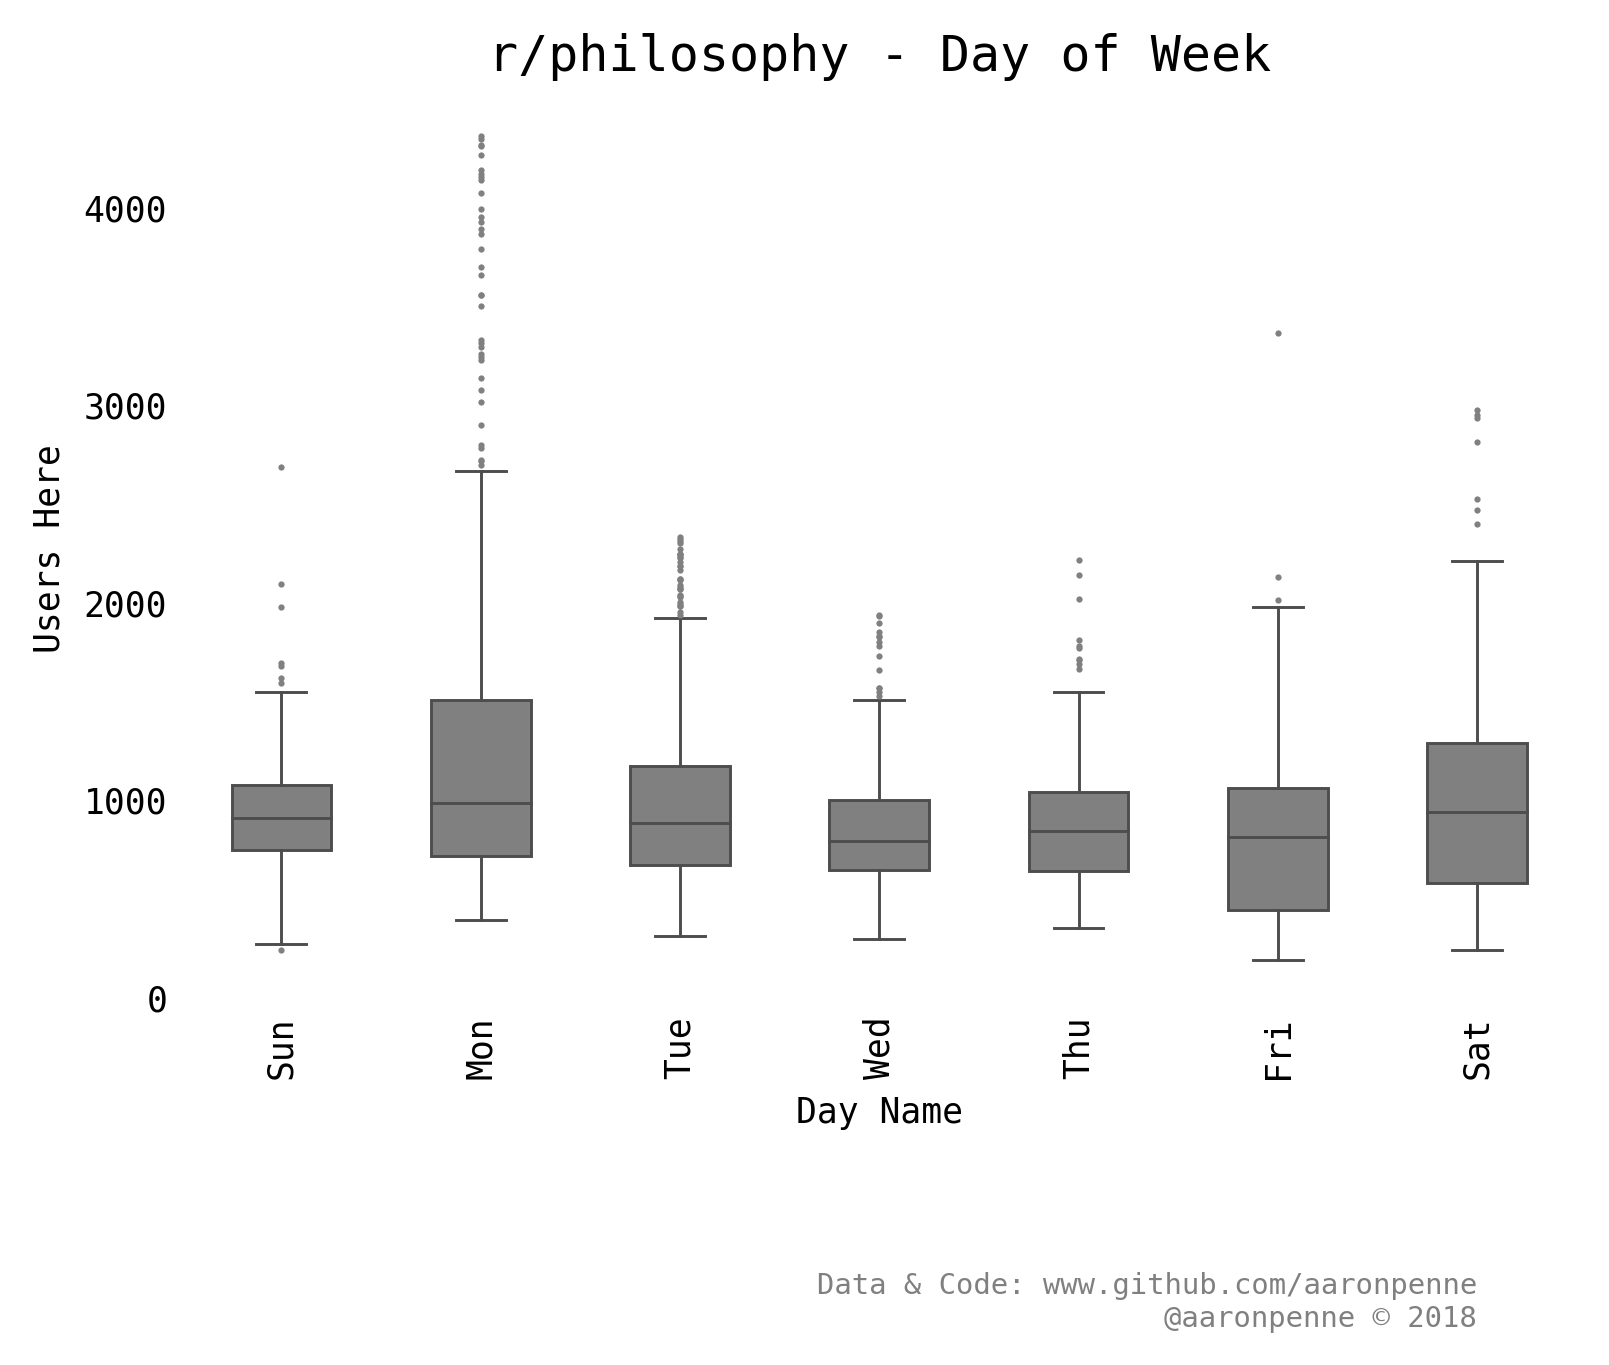 r/philosophy - Day of Week
Users Here
4000
3000
2000
1000
0
Sun
Mon
Tue
Wed
Thu
Fri
Sat
Day Name
Data & Code: www.github.com/aaronpenne
@aaronpenne © 2018